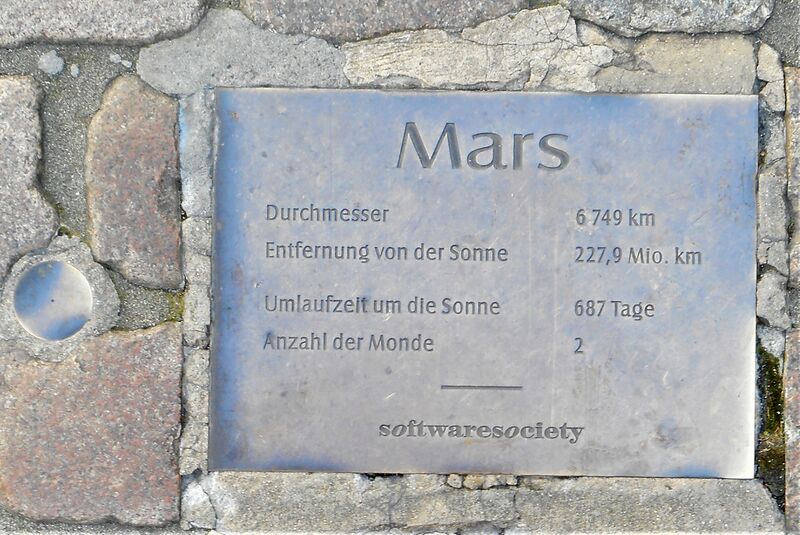 Mars
Durchmesser 6 749 km
Entfernung von der Sonne 227,9 Mio. km
Umlaufzeit um die Sonne 687 Tage
Anzahl der Monde 2
softwaresociety